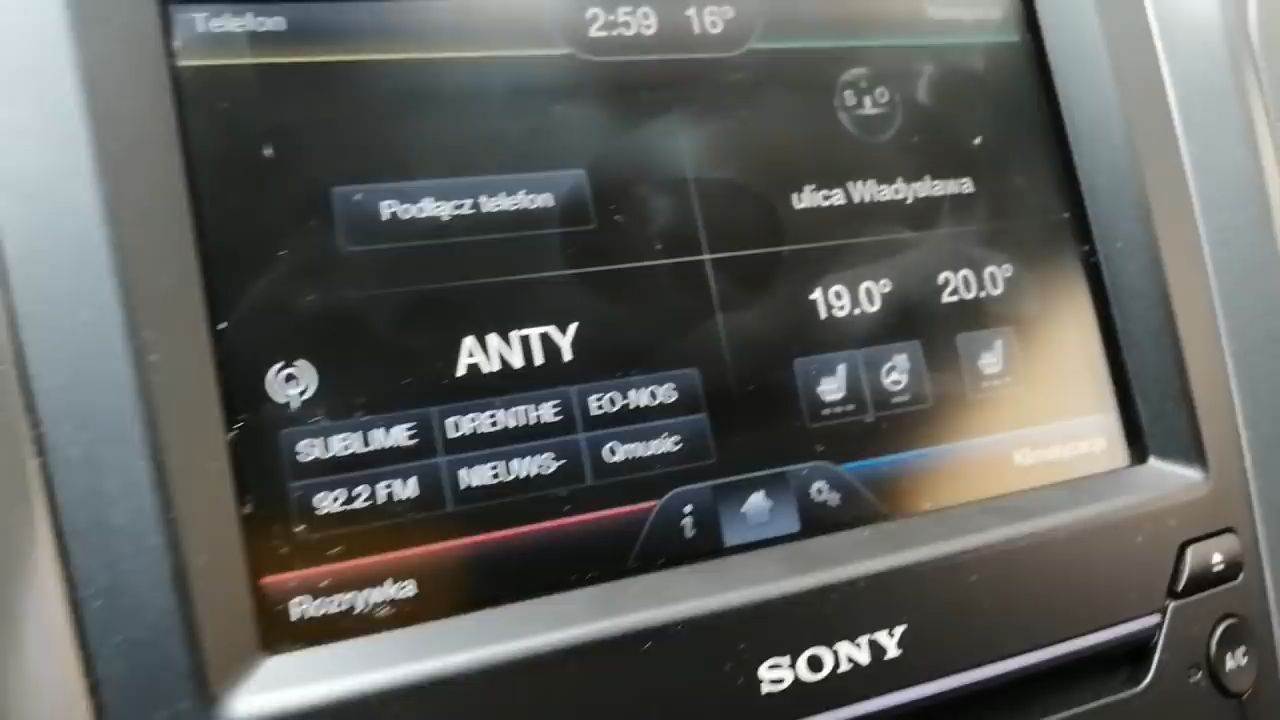 Telefon
2:59 16°
Podłącz telefon
ulica Władysława
19.0° 20.0°
ANTY
SUBLIME DRENTHE EO-NOS
92.2 FM NIEUWS- Qmusic
i
Rozrywka
Klimatyzacja
SONY
A/C